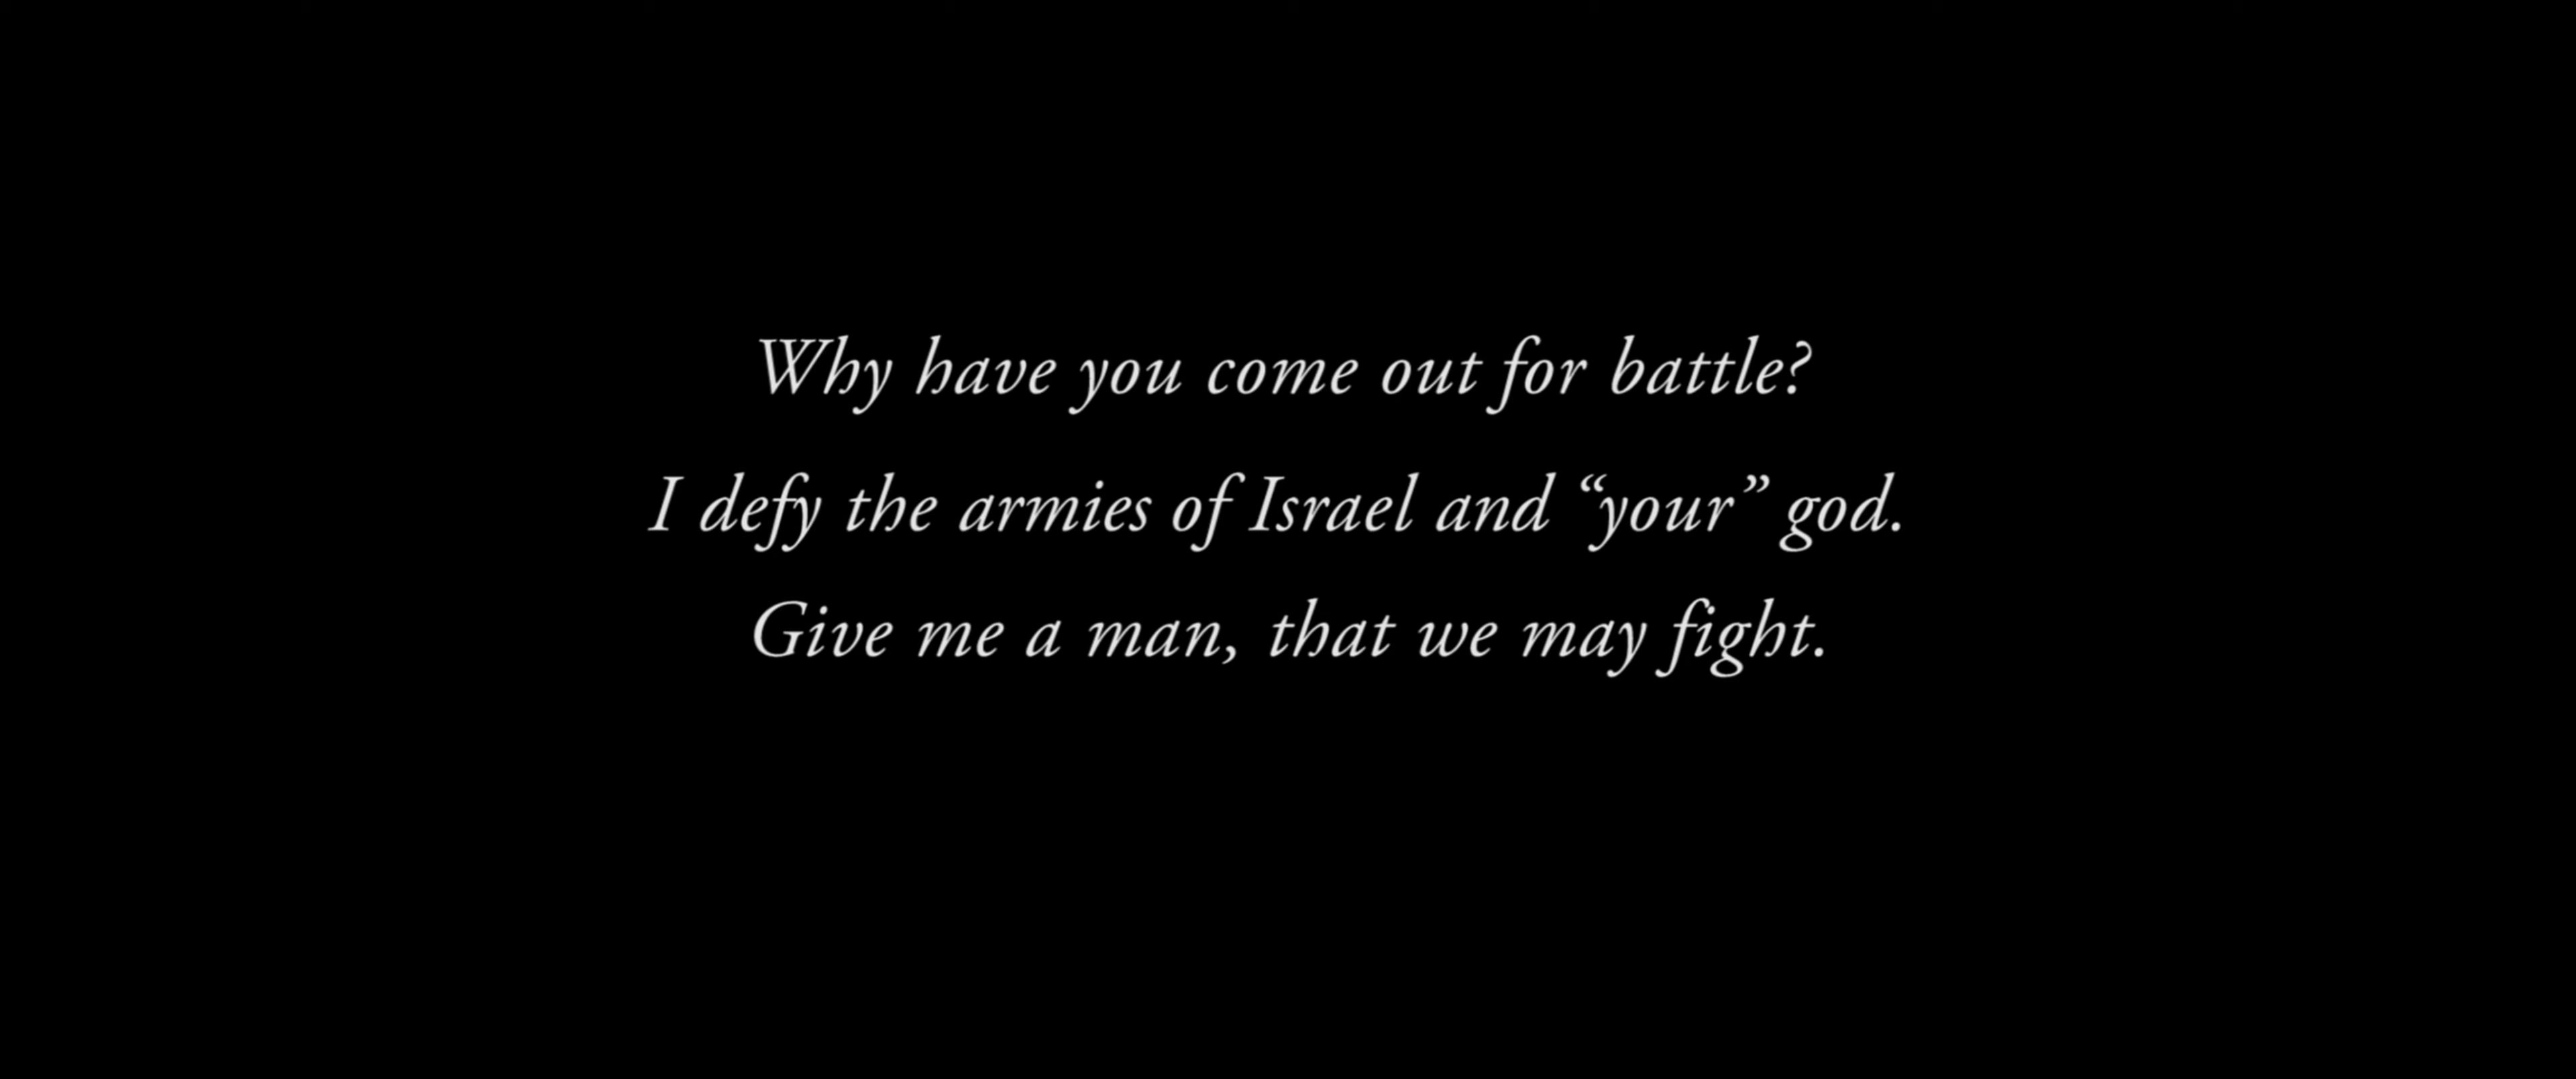 Why have you come out for battle?
I defy the armies of Israel and “your” god.
Give me a man, that we may fight.